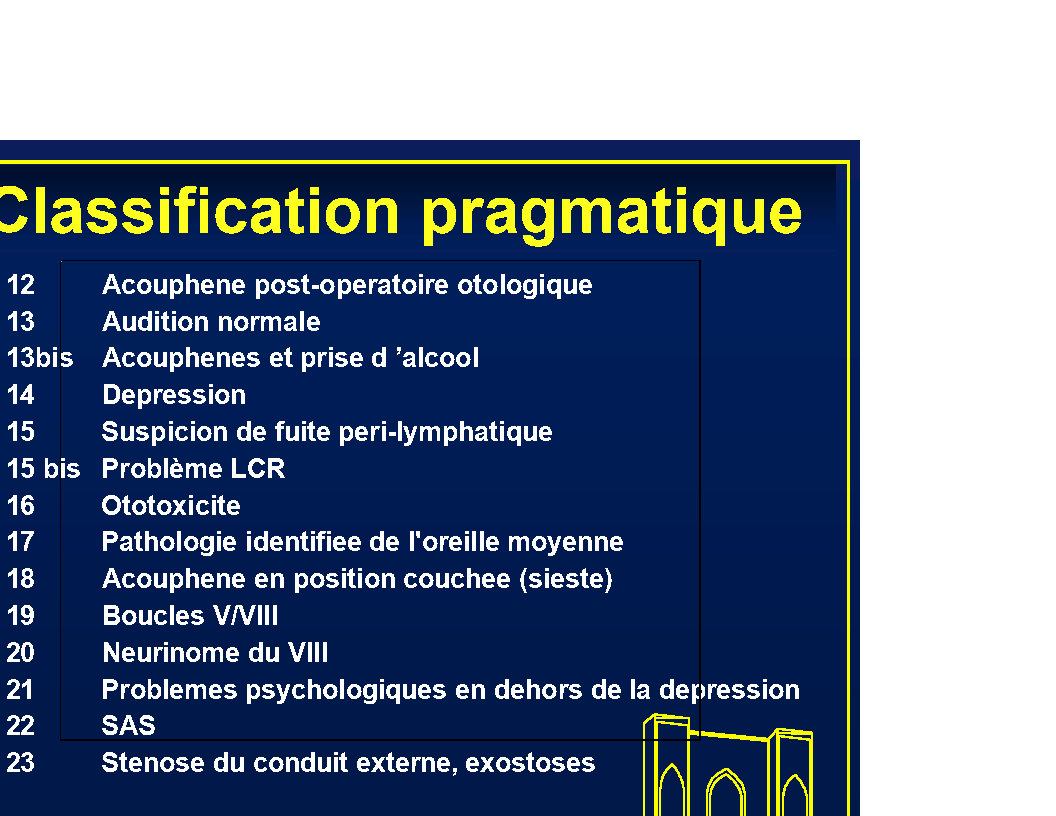 Classification pragmatique
12 Acouphene post-operatoire otologique
13 Audition normale
13bis Acouphenes et prise d ’alcool
14 Depression
15 Suspicion de fuite peri-lymphatique
15 bis Problème LCR
16 Ototoxicite
17 Pathologie identifiee de l'oreille moyenne
18 Acouphene en position couchee (sieste)
19 Boucles V/VIII
20 Neurinome du VIII
21 Problemes psychologiques en dehors de la depression
22 SAS
23 Stenose du conduit externe, exostoses